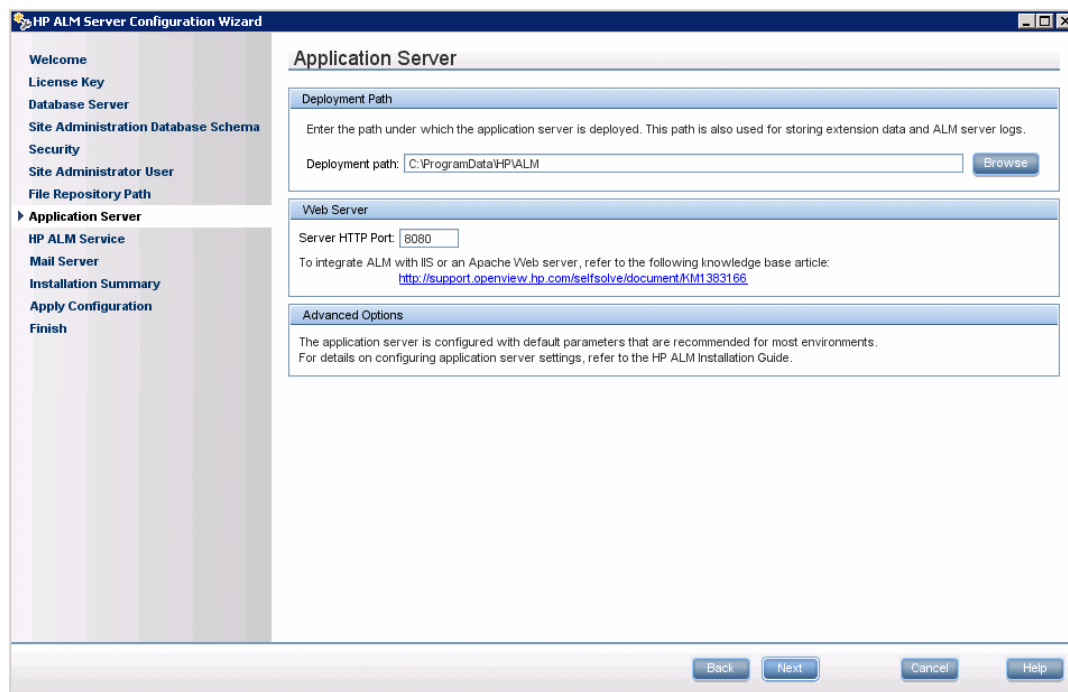 HP ALM Server Configuration Wizard
Welcome
License Key
Database Server
Site Administration Database Schema
Security
Site Administrator User
File Repository Path
Application Server
HP ALM Service
Mail Server
Installation Summary
Apply Configuration
Finish
Application Server
Deployment Path
Enter the path under which the application server is deployed. This path is also used for storing extension data and ALM server logs.
Deployment path: C:\ProgramData\HP\ALM Browse
Web Server
Server HTTP Port: 8080
To integrate ALM with IIS or an Apache Web server, refer to the following knowledge base article:
http://support.openview.hp.com/selfsolve/document/KM1383166
Advanced Options
The application server is configured with default parameters that are recommended for most environments.
For details on configuring application server settings, refer to the HP ALM Installation Guide.
Back Next Cancel Help